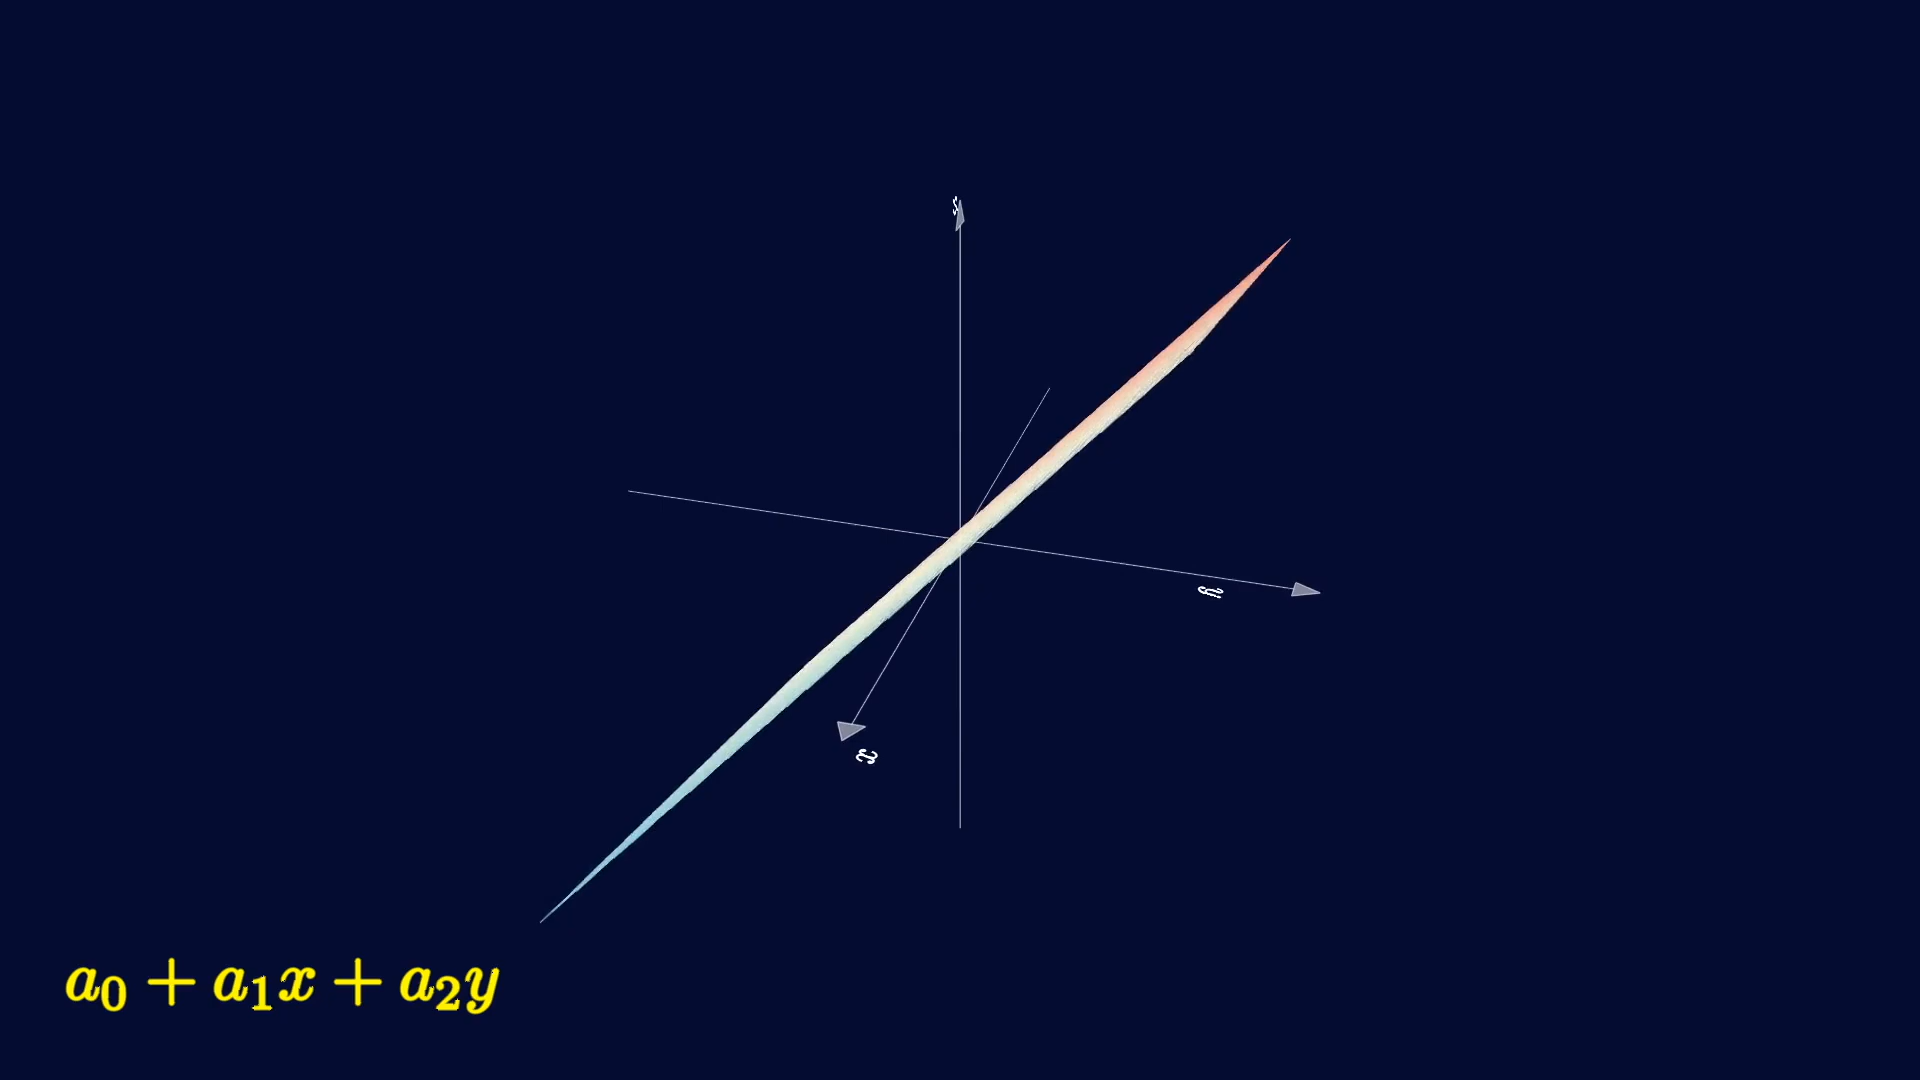 z
y
x
a₀ + a₁x + a₂y